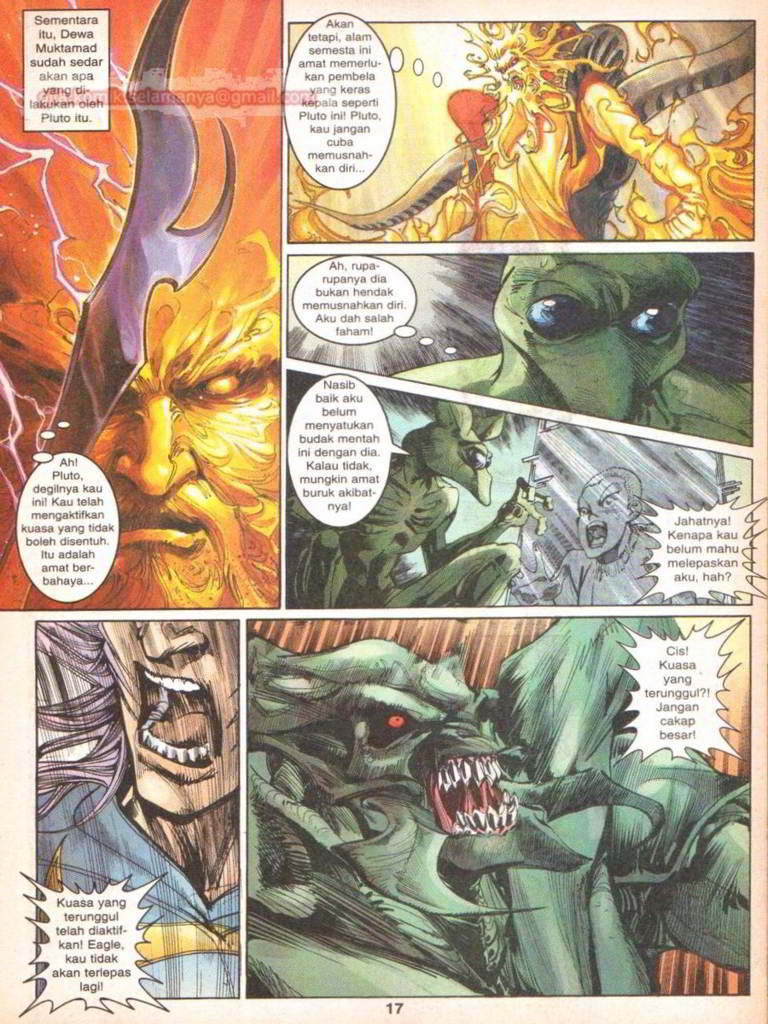 Sementara
itu, Dewa
Muktamad
sudah sedar
akan apa
yang di-
lakukan oleh
Pluto itu.
Ah!
Pluto,
degilnya kau
ini! Kau telah
mengaktifkan
kuasa yang tidak
boleh disentuh.
Itu adalah
amat ber-
bahaya...
Akan
tetapi, alam
semesta ini
amat memerlu-
kan pembela
yang keras
kepala seperti
Pluto ini! Pluto,
kau jangan
cuba
memusnah-
kan diri...
Ah, rupa-
rupanya dia
bukan hendak
memusnahkan diri.
Aku dah salah
faham!
Nasib
baik aku
belum
menyatukan
budak mentah
ini dengan dia.
Kalau tidak,
mungkin amat
buruk akibat-
nya!
Jahatnya!
Kenapa kau
belum mahu
melepaskan
aku, hah?
Kuasa yang
terunggul
telah diaktif-
kan! Eagle,
kau tidak
akan terlepas
lagi!
Cis!
Kuasa
yang
terunggul?!
Jangan
cakap
besar!
17